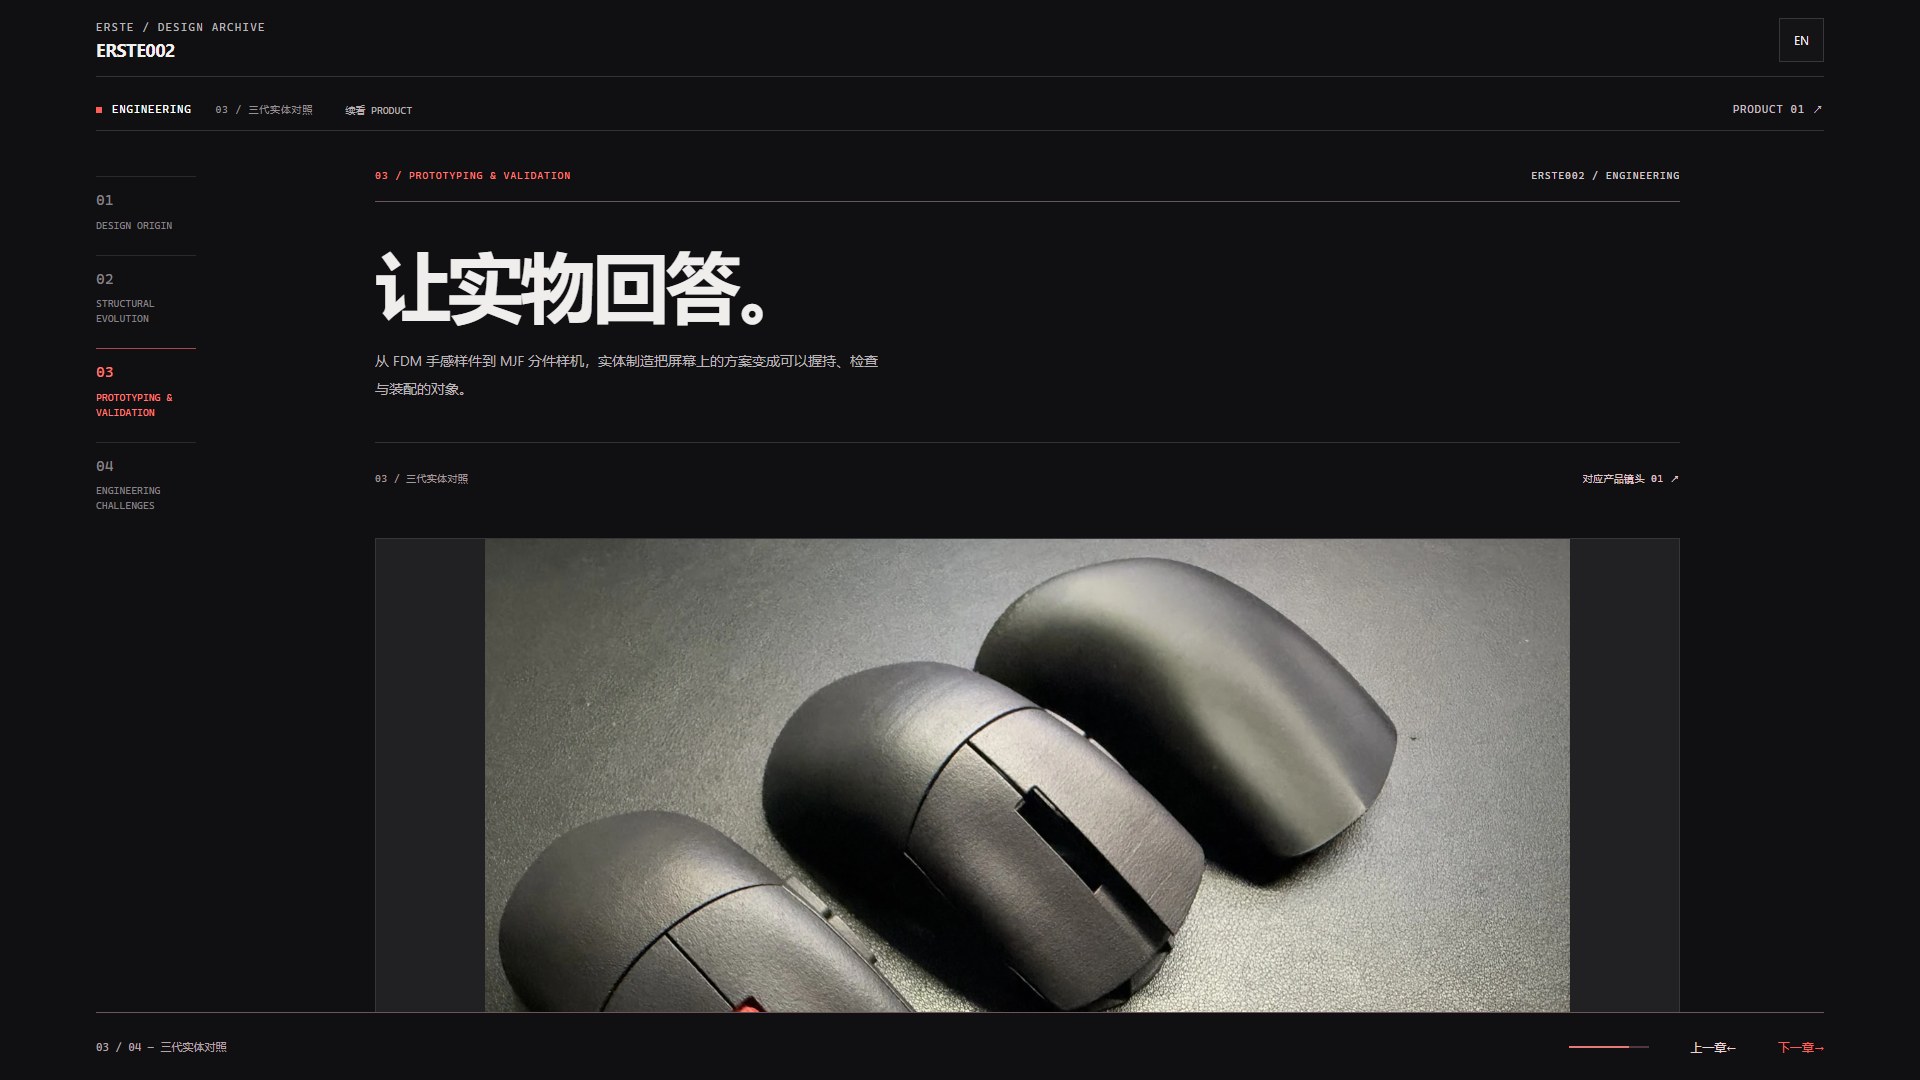 ERSTE / DESIGN ARCHIVE
ERSTE002
EN
ENGINEERING
03 / 三代实体对照
续看 PRODUCT
PRODUCT 01 ↗
01
DESIGN ORIGIN
02
STRUCTURAL
EVOLUTION
03
PROTOTYPING &
VALIDATION
04
ENGINEERING
CHALLENGES
03 / PROTOTYPING & VALIDATION
ERSTE002 / ENGINEERING
让实物回答。
从 FDM 手感样件到 MJF 分件样机，实体制造把屏幕上的方案变成可以握持、检查
与装配的对象。
03 / 三代实体对照
对应产品镜头 01 ↗
03 / 04 — 三代实体对照
上一章←
下一章→